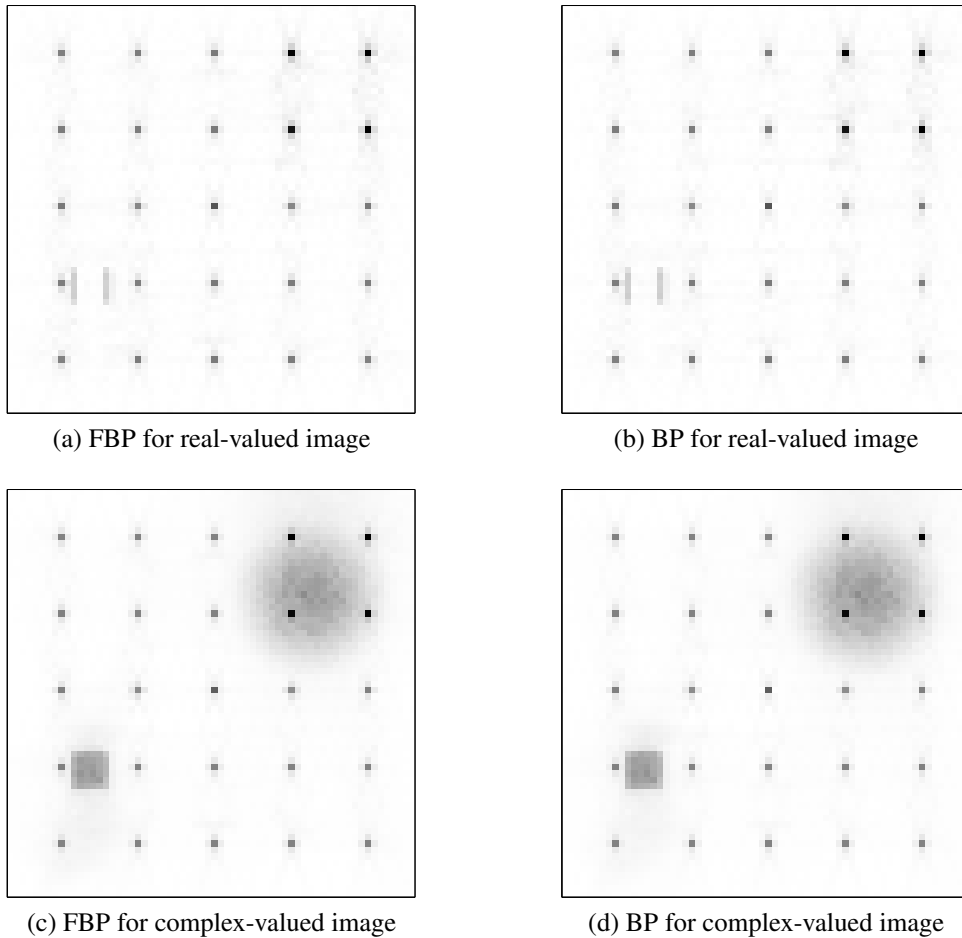 (a) FBP for real-valued image
(b) BP for real-valued image
(c) FBP for complex-valued image
(d) BP for complex-valued image